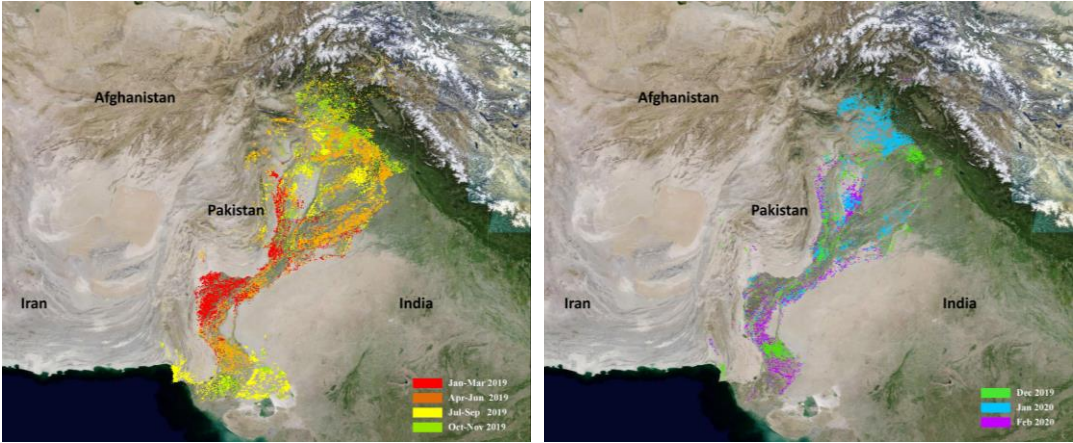 Afghanistan
Pakistan
Iran
India
Jan-Mar 2019
Apr-Jun 2019
Jul-Sep 2019
Oct-Nov 2019
Afghanistan
Pakistan
Iran
India
Dec 2019
Jan 2020
Feb 2020